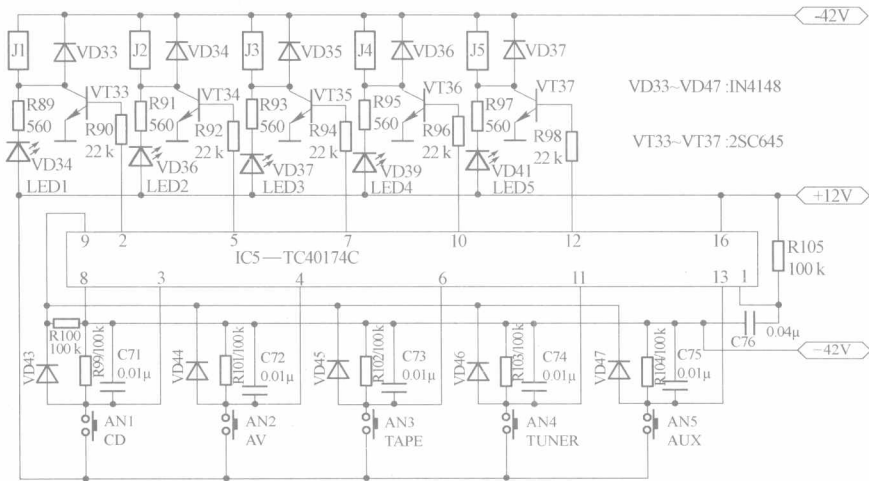 -42V
J1
VD33
J2
VD34
J3
VD35
J4
VD36
J5
VD37
VT33
VT34
VT35
VT36
VT37
VD33~VD47 :IN4148
R89
560
R90
22 k
R91
560
R92
22 k
R93
560
R94
22 k
R95
560
R96
22 k
R97
560
R98
22 k
VT33~VT37 :2SC645
VD34
LED1
VD36
LED2
VD37
LED3
VD39
LED4
VD41
LED5
+12V
9
2
5
7
10
12
16
IC5—TC40174C
R105
100 k
8
3
4
6
11
13
1
R100
100 k
R99/100k
C71
0.01μ
R101/100k
C72
0.01μ
R102/100k
C73
0.01μ
R103/100k
C74
0.01μ
R104/100k
C75
0.01μ
C76
0.04μ
-42V
VD43
VD44
VD45
VD46
VD47
AN1
CD
AN2
AV
AN3
TAPE
AN4
TUNER
AN5
AUX